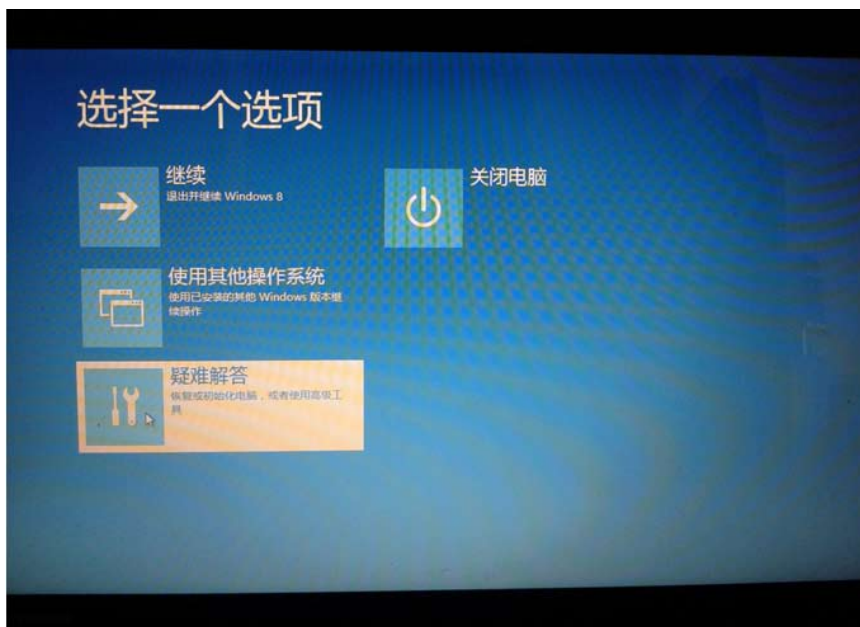 选择一个选项
继续
退出并继续 Windows 8
关闭电脑
使用其他操作系统
使用已安装的其他 Windows 版本继
续操作
疑难解答
恢复或初始化电脑，或者使用高级工
具